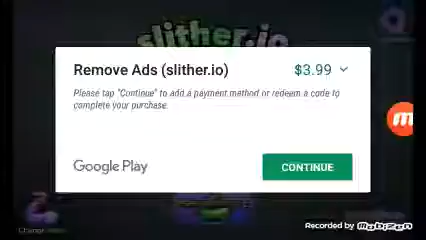 slither.io
Remove Ads (slither.io) $3.99
Please tap "Continue" to add a payment method or redeem a code to
complete your purchase.
Google Play CONTINUE
Recorded by Mobizen